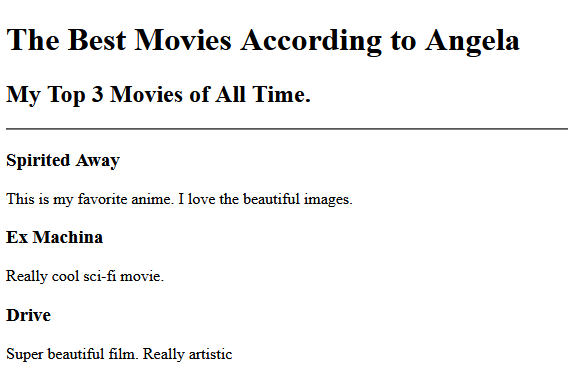 The Best Movies According to Angela
My Top 3 Movies of All Time.
Spirited Away
This is my favorite anime. I love the beautiful images.
Ex Machina
Really cool sci-fi movie.
Drive
Super beautiful film. Really artistic